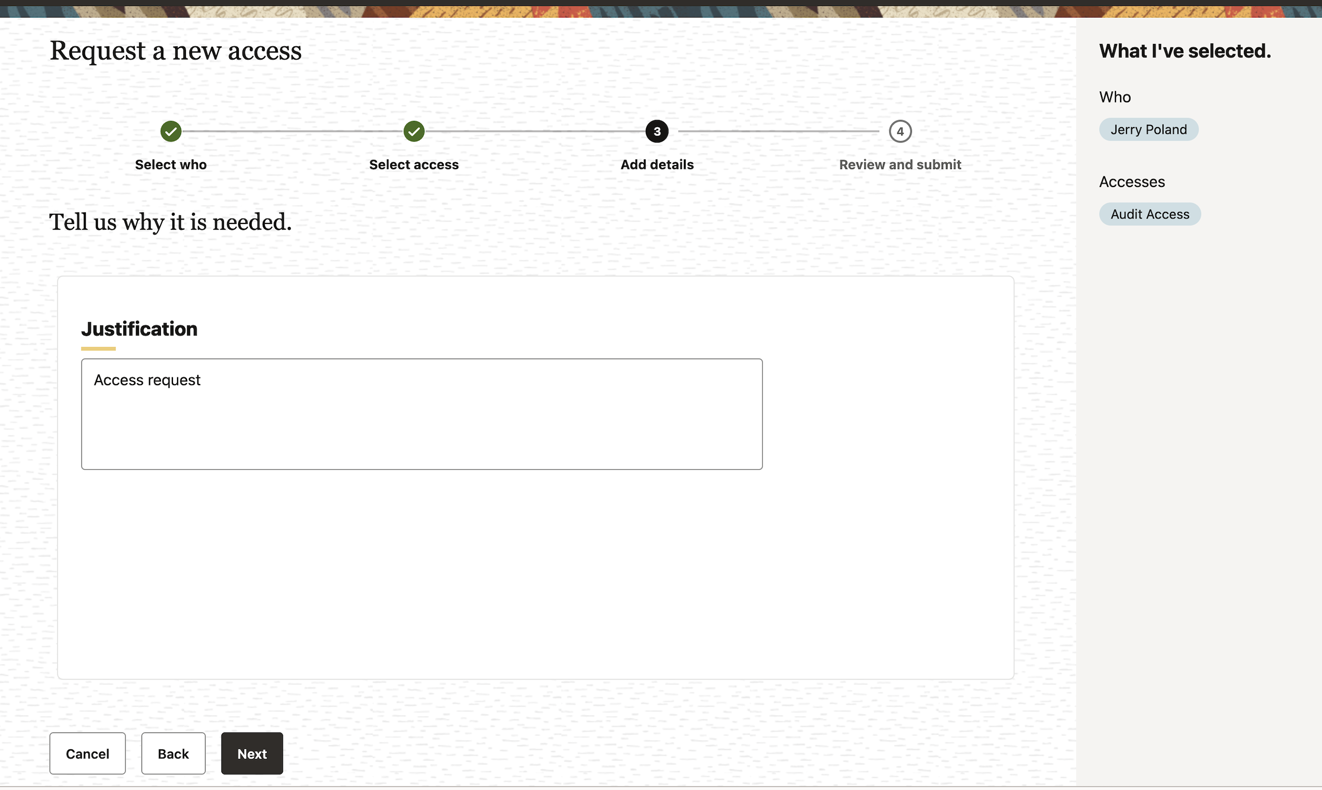 Request a new access
3
4
Select who
Select access
Add details
Review and submit
Tell us why it is needed.
Justification
Access request
Cancel
Back
Next
What I've selected.
Who
Jerry Poland
Accesses
Audit Access